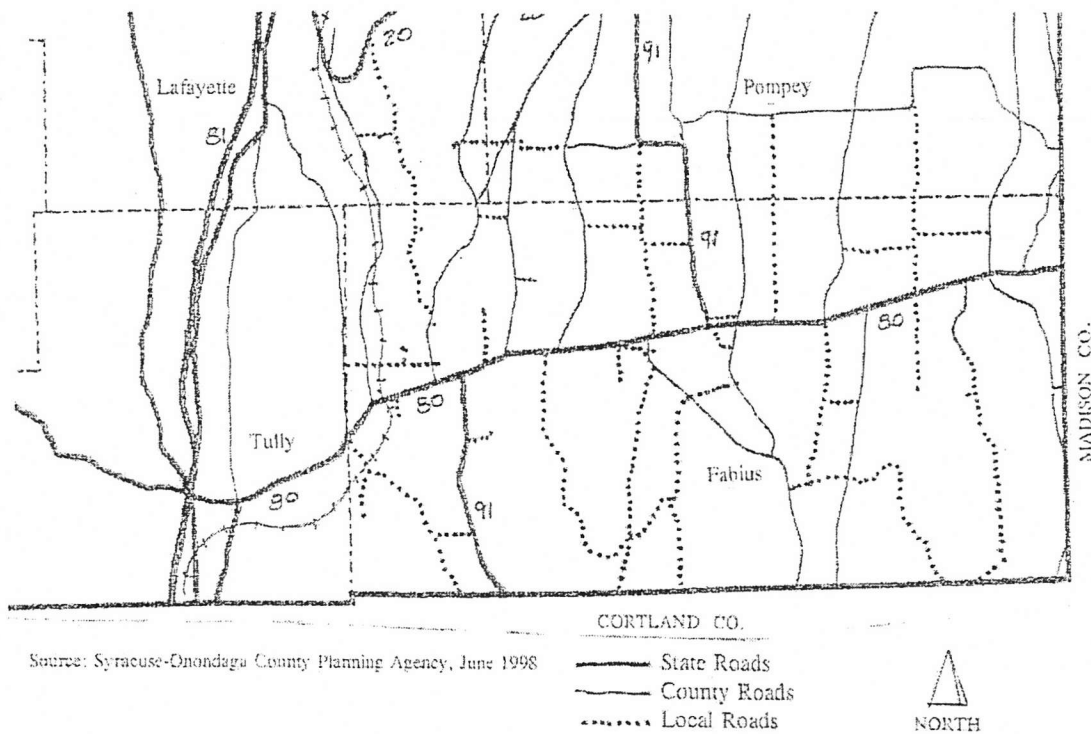 20
91
Lafayette
Pompey
81
91
80
MADISON CO.
80
Tully
Fabius
80
91
CORTLAND CO.
Source: Syracuse-Onondaga County Planning Agency, June 1998
State Roads
County Roads
Local Roads
NORTH